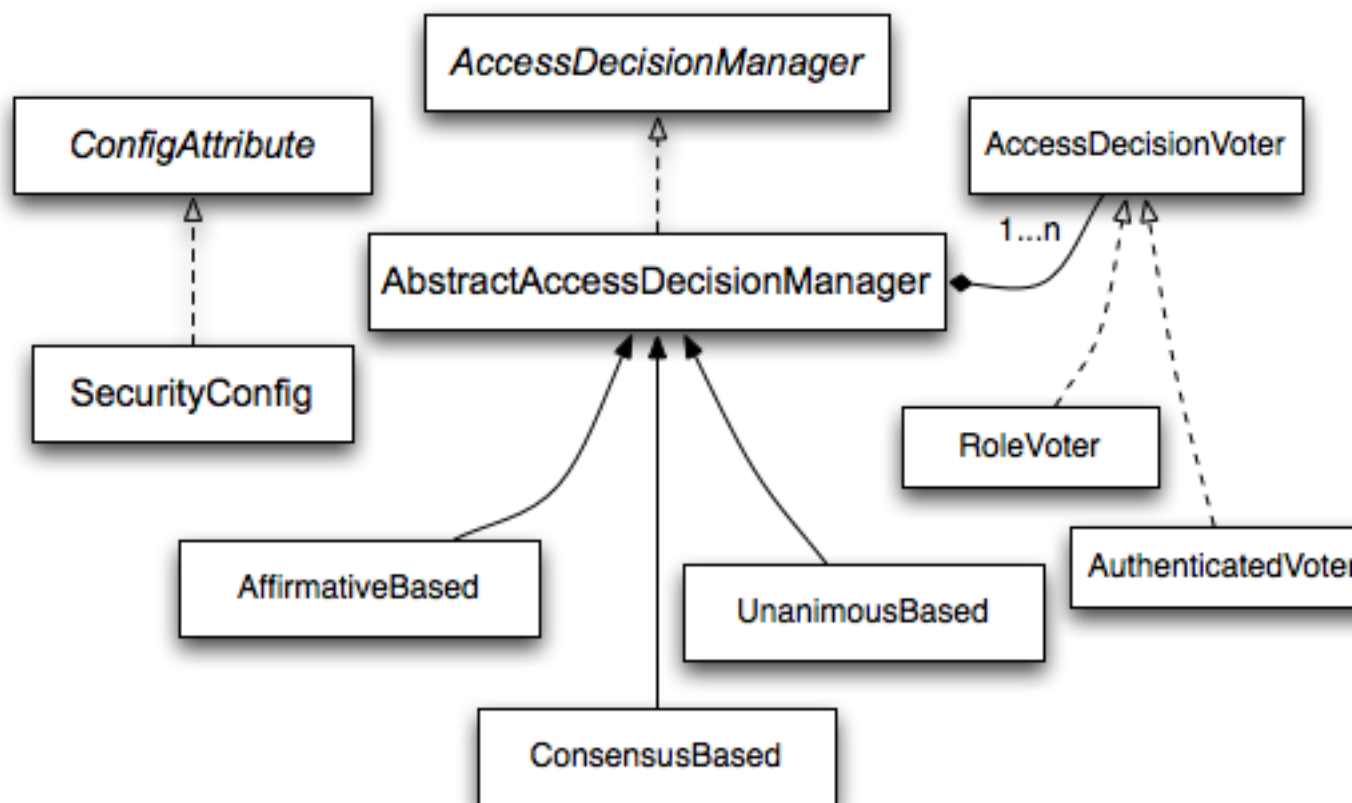 AccessDecisionManager
ConfigAttribute
AccessDecisionVoter
1...n
AbstractAccessDecisionManager
SecurityConfig
RoleVoter
AuthenticatedVoter
AffirmativeBased
UnanimousBased
ConsensusBased